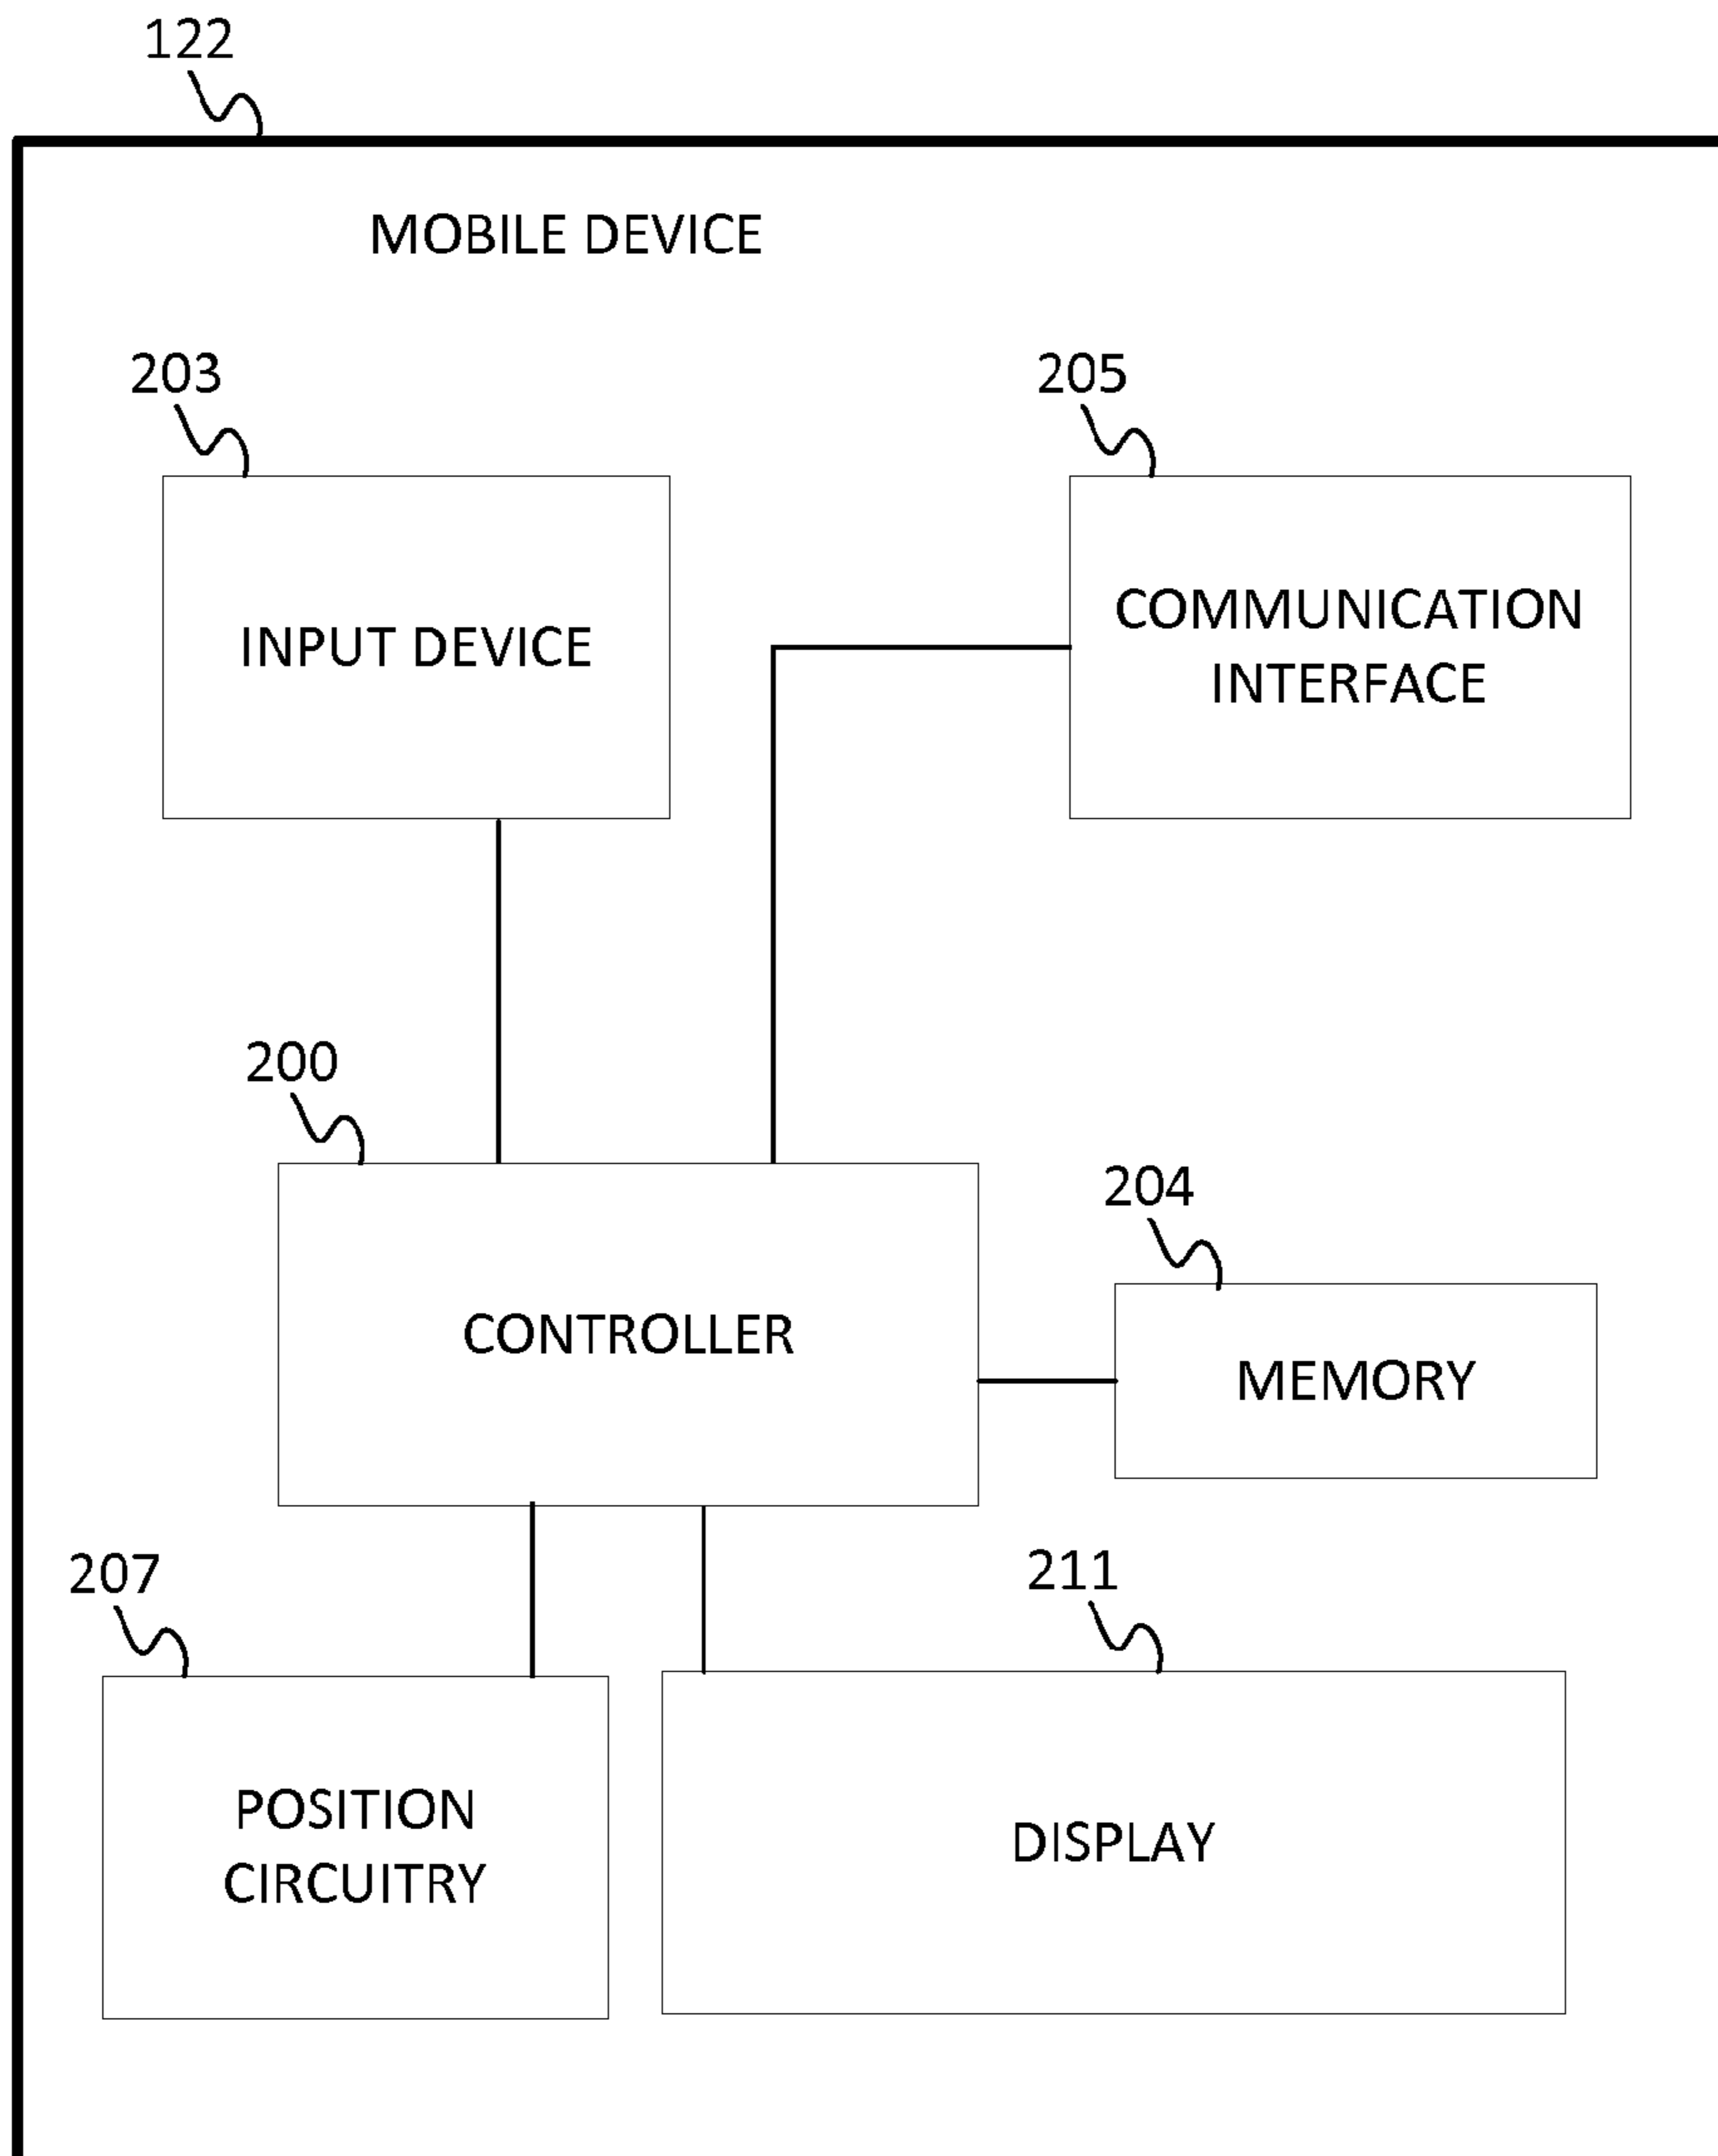 122
MOBILE DEVICE
203
205
INPUT DEVICE
COMMUNICATION
INTERFACE
200
204
CONTROLLER
MEMORY
207
211
POSITION
CIRCUITRY
DISPLAY